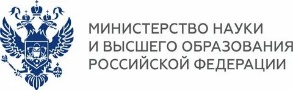 МИНИСТЕРСТВО НАУКИ
И ВЫСШЕГО ОБРАЗОВАНИЯ
РОССИЙСКОЙ ФЕДЕРАЦИИ